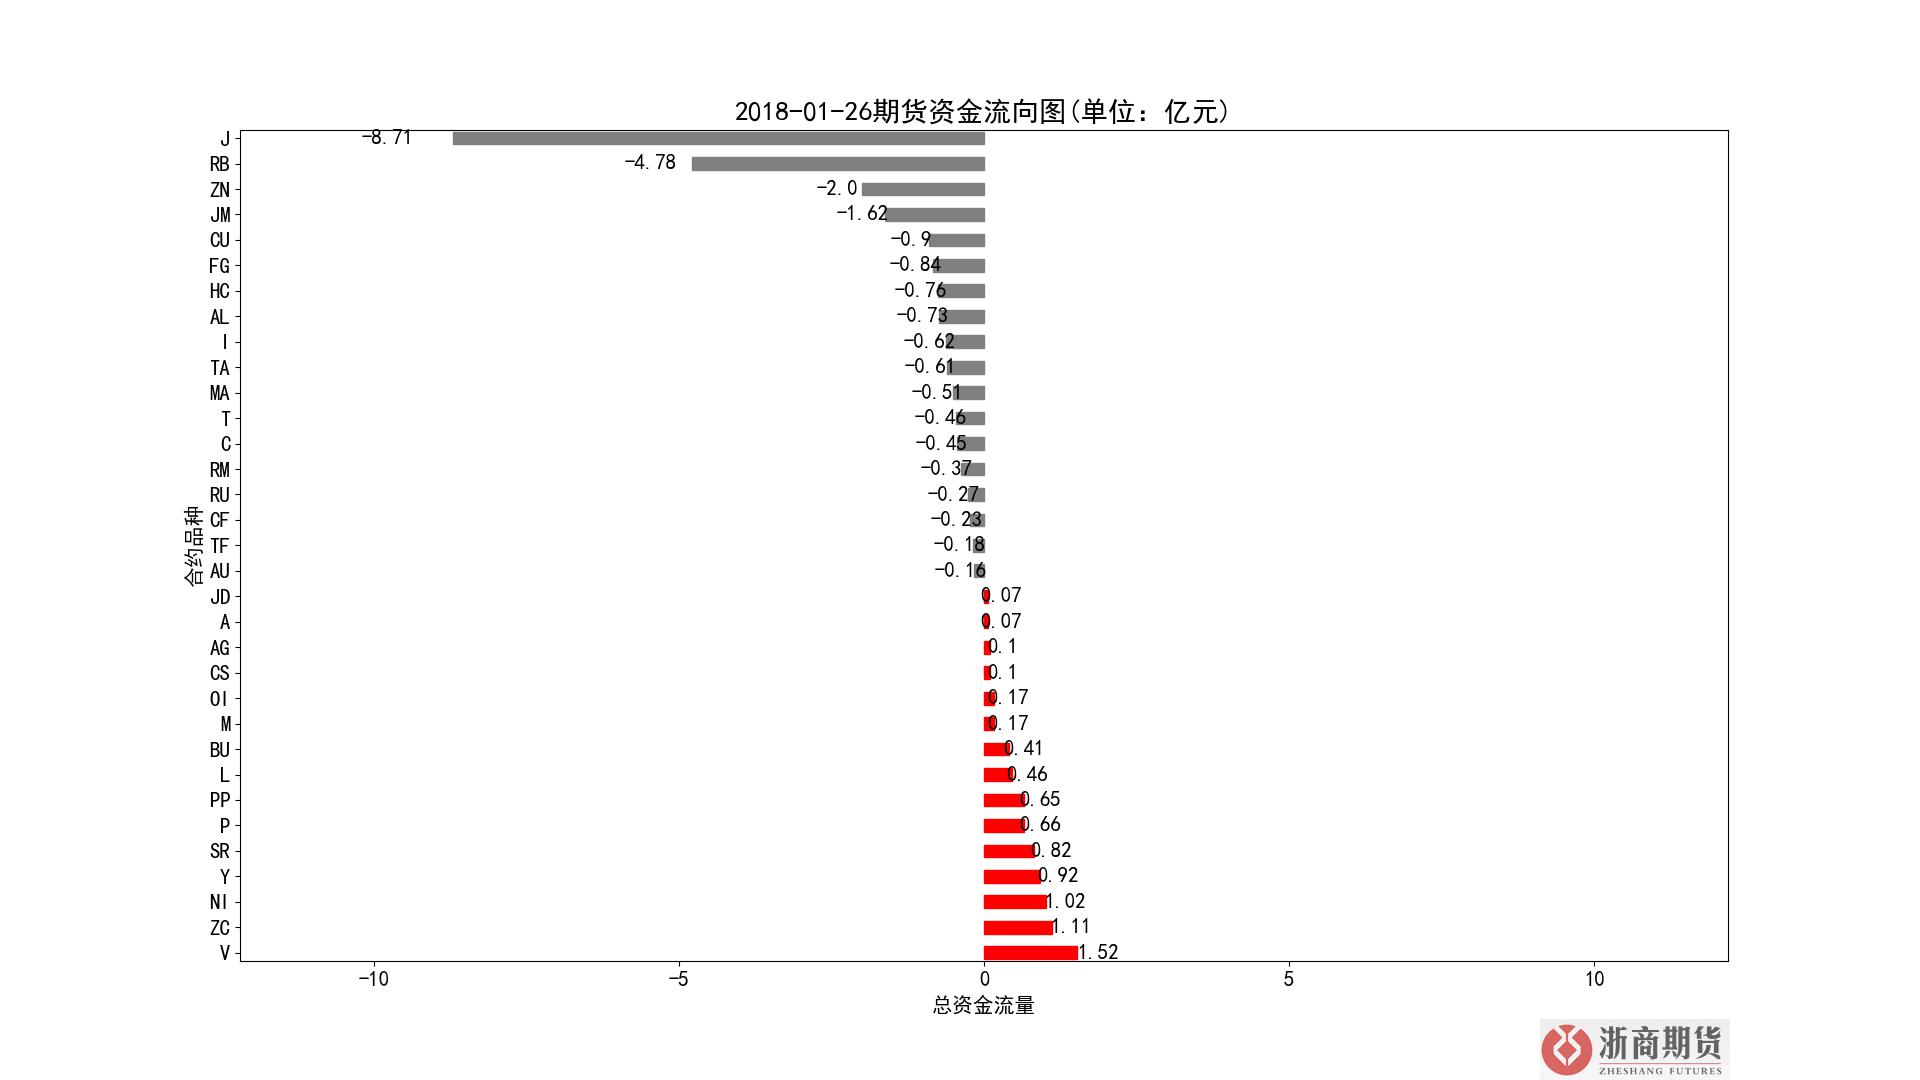 2018-01-26期货资金流向图(单位：亿元)
J -8.71
RB -4.78
ZN -2.0
JM -1.62
CU -0.9
FG -0.84
HC -0.76
AL -0.73
I -0.62
TA -0.61
MA -0.51
T -0.46
C -0.45
RM -0.37
RU -0.27
CF -0.23
TF -0.18
AU -0.16
JD 0.07
A 0.07
AG 0.1
CS 0.1
OI 0.17
M 0.17
BU 0.41
L 0.46
PP 0.65
P 0.66
SR 0.82
Y 0.92
NI 1.02
ZC 1.11
V 1.52
合约品种
-10 -5 0 5 10
总资金流量
浙商期货
ZHESHANG FUTURES